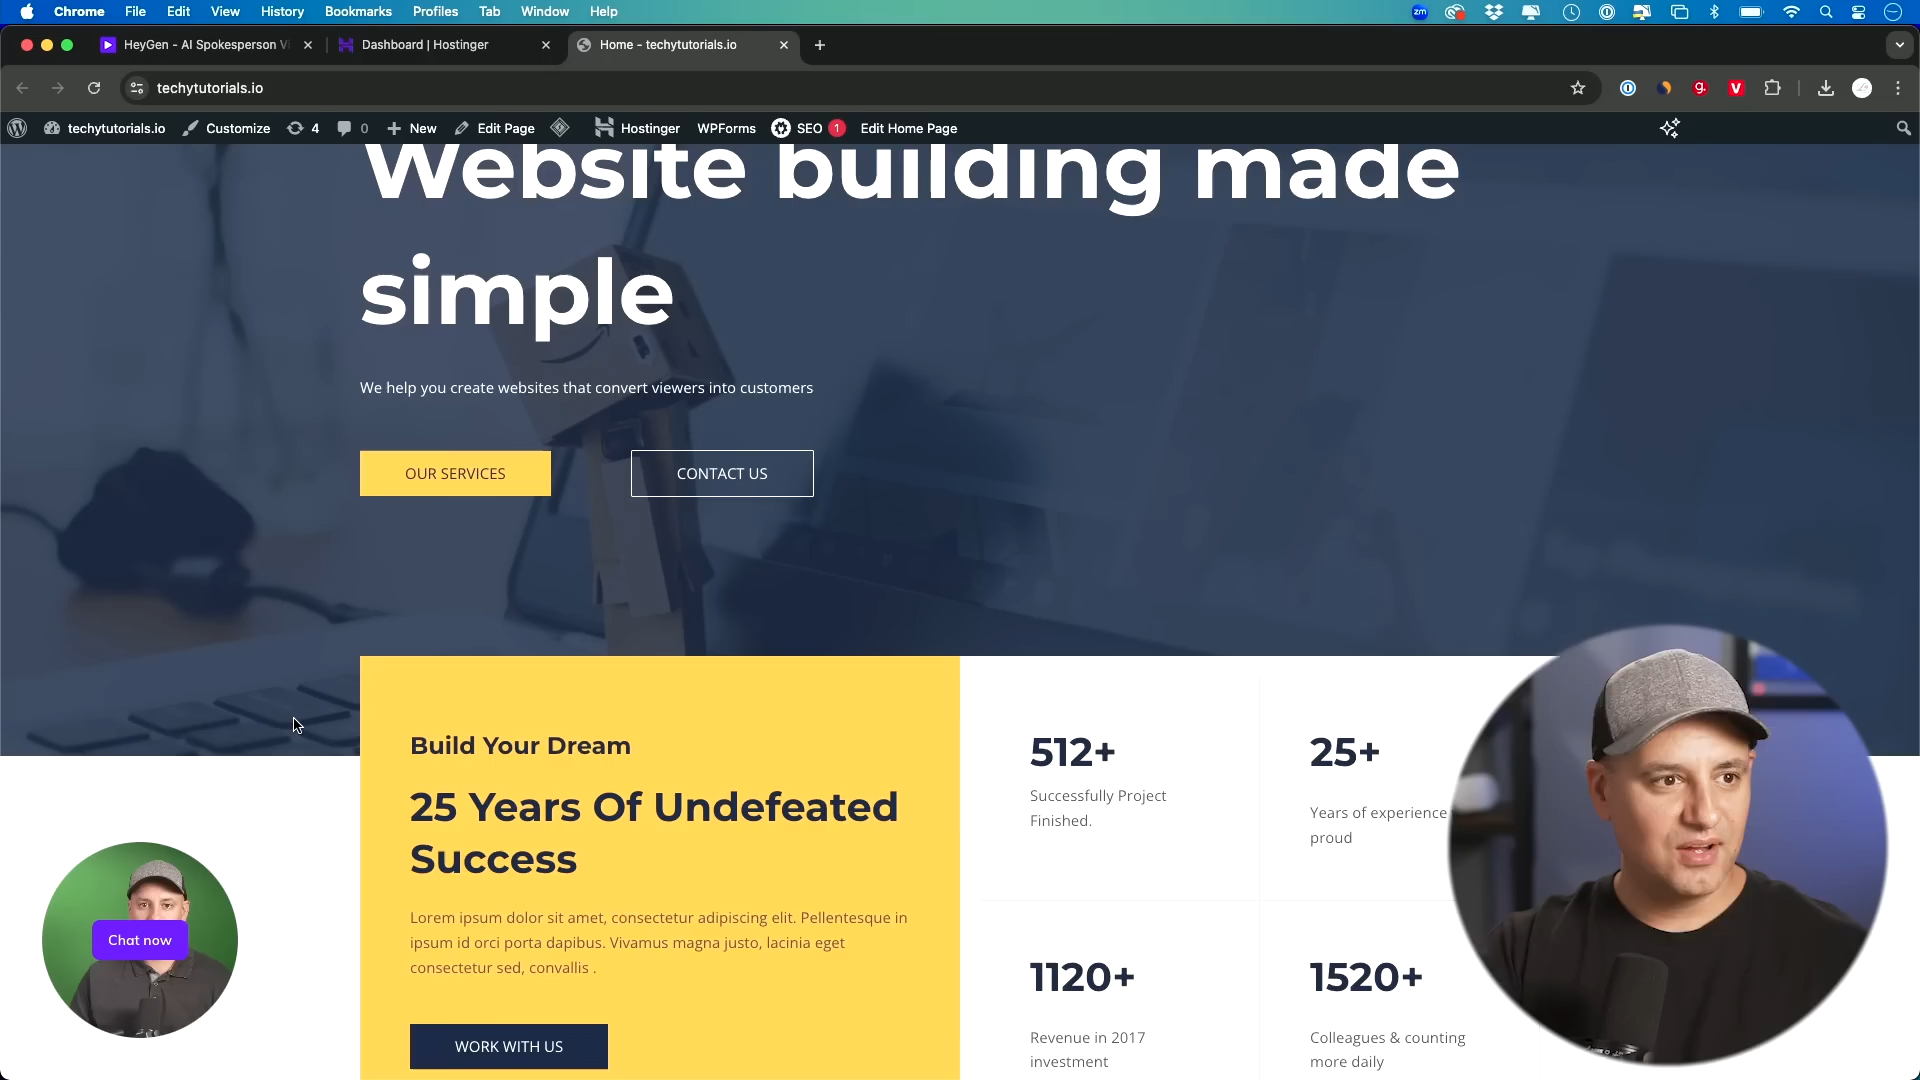 Chrome File Edit View History Bookmarks Profiles Tab Window Help
zm
HeyGen - AI Spokesperson Vi
Dashboard | Hostinger
Home - techytutorials.io
techytutorials.io
techytutorials.io Customize 4 0 New Edit Page Hostinger WPForms SEO 1 Edit Home Page
Website building made
simple
We help you create websites that convert viewers into customers
OUR SERVICES
CONTACT US
Build Your Dream
25 Years Of Undefeated
Success
Lorem ipsum dolor sit amet, consectetur adipiscing elit. Pellentesque in
ipsum id orci porta dapibus. Vivamus magna justo, lacinia eget
consectetur sed, convallis .
WORK WITH US
512+
Successfully Project
Finished.
25+
Years of experience
proud
1120+
Revenue in 2017
investment
1520+
Colleagues & counting
more daily
Chat now